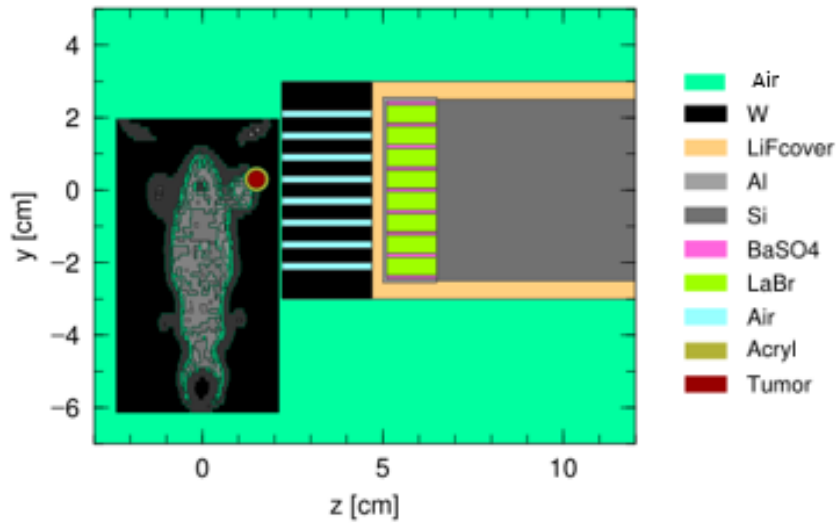 4
2
0
−2
−4
−6
0
5
10
y [cm]
z [cm]
Air
W
LiFcover
Al
Si
BaSO4
LaBr
Air
Acryl
Tumor